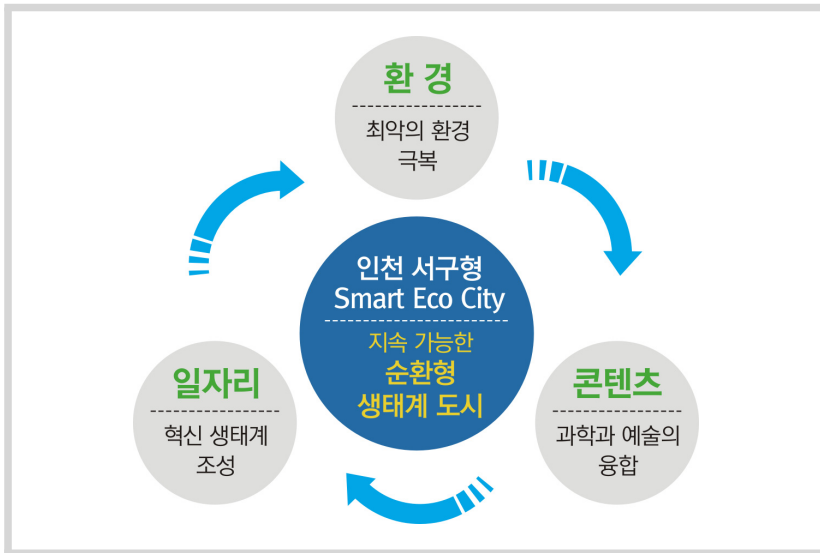 환 경
최악의 환경
극복
인천 서구형
Smart Eco City
지속 가능한
순환형
생태계 도시
일자리
혁신 생태계
조성
콘텐츠
과학과 예술의
융합